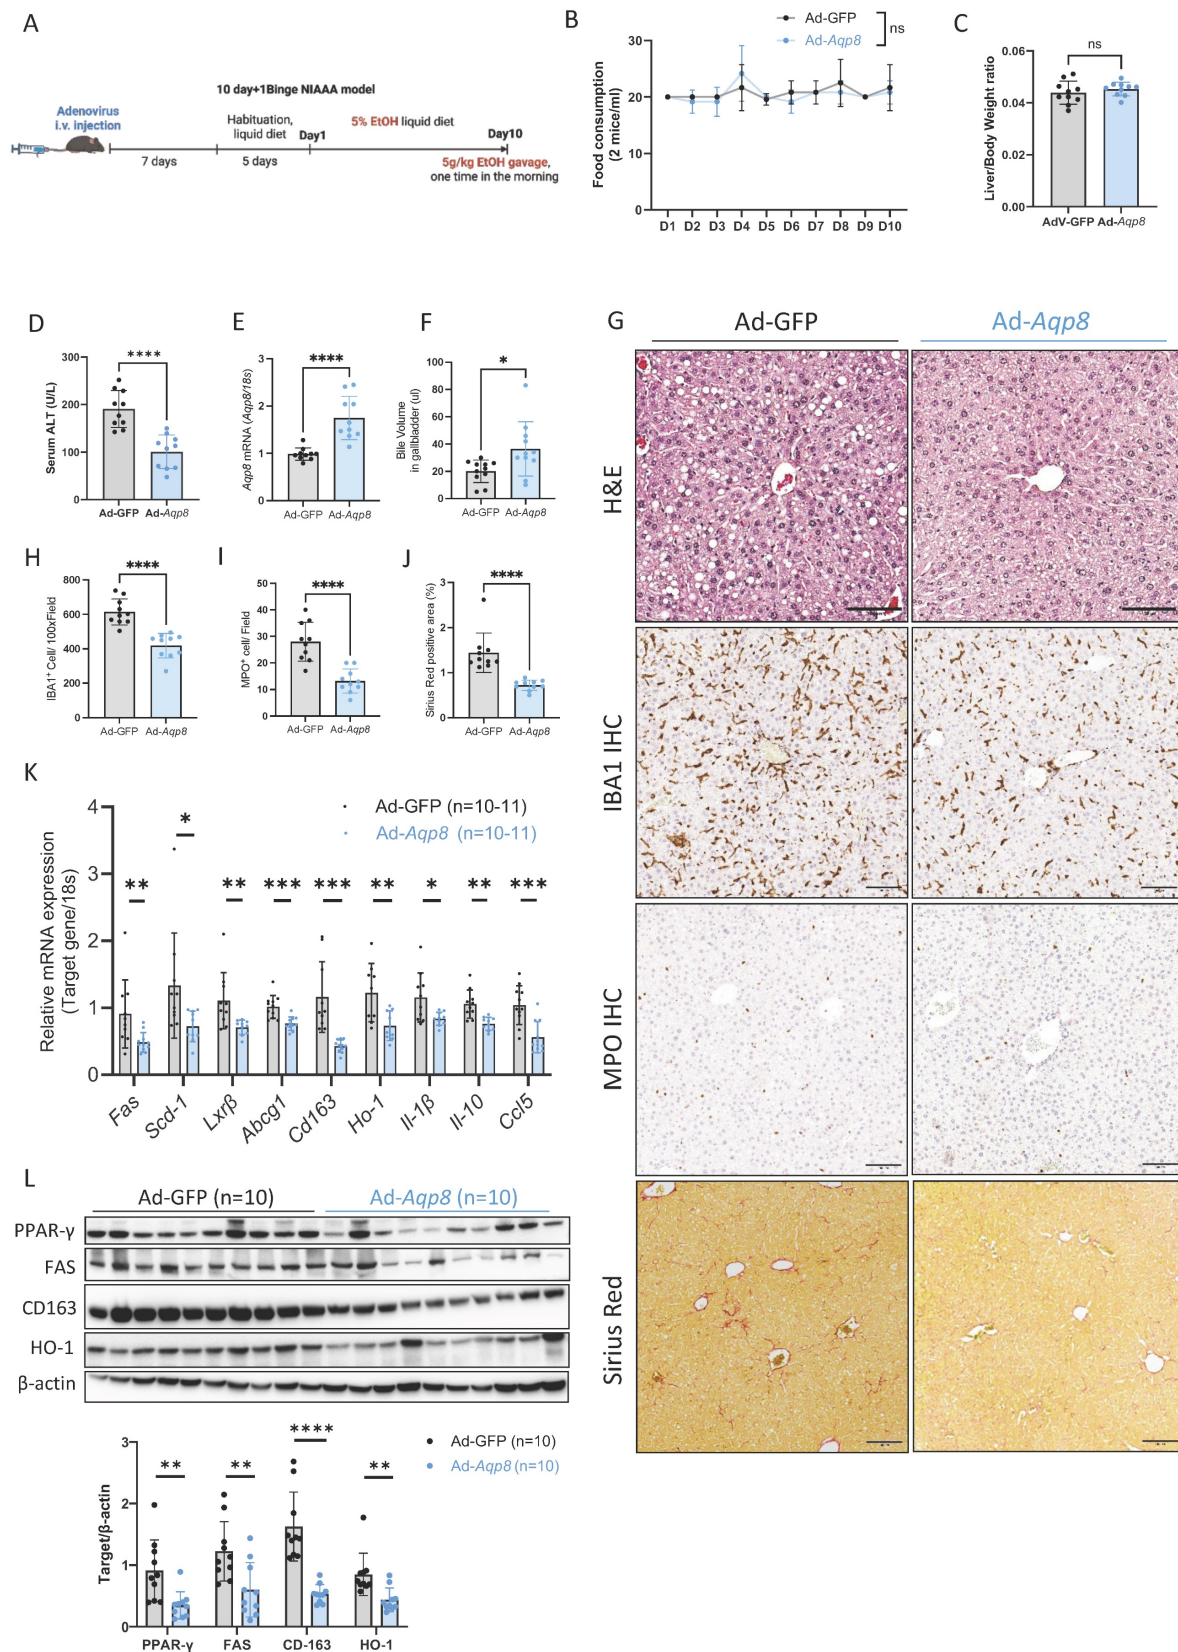 A
10 day+1Binge NIAAA model
Adenovirus
i.v. injection
Habituation,
liquid diet
Day1
5% EtOH liquid diet
Day10
7 days
5 days
5g/kg EtOH gavage,
one time in the morning
B
Ad-GFP
Ad-Aqp8
ns
Food consumption
(2 mice/ml)
30
20
10
0
D1 D2 D3 D4 D5 D6 D7 D8 D9 D10
C
ns
Liver/Body Weight ratio
0.06
0.04
0.02
0.00
AdV-GFP Ad-Aqp8
D
****
Serum ALT (U/L)
300
200
100
0
Ad-GFP Ad-Aqp8
E
****
Aqp8 mRNA (Aqp8/18s)
3
2
1
0
Ad-GFP Ad-Aqp8
F
*
Bile Volume
in gallbladder (ul)
100
80
60
40
20
0
Ad-GFP Ad-Aqp8
G
Ad-GFP
Ad-Aqp8
H&E
IBA1 IHC
MPO IHC
Sirius Red
H
****
IBA1+ Cell/ 100xField
800
600
400
200
0
Ad-GFP Ad-Aqp8
I
****
MPO+ cell/ Field
50
40
30
20
10
0
Ad-GFP Ad-Aqp8
J
****
Sirius Red positive area (%)
3
2
1
0
Ad-GFP Ad-Aqp8
K
Ad-GFP (n=10-11)
Ad-Aqp8 (n=10-11)
Relative mRNA expression
(Target gene/18s)
4
3
2
1
0
** * ** *** *** ** * ** ***
Fas Scd-1 Lxrβ Abcg1 Cd163 Ho-1 Il-1β Il-10 Ccl5
L
Ad-GFP (n=10)
Ad-Aqp8 (n=10)
PPAR-γ
FAS
CD163
HO-1
β-actin
Ad-GFP (n=10)
Ad-Aqp8 (n=10)
Target/β-actin
3
2
1
0
** ** **** **
PPAR-γ FAS CD-163 HO-1